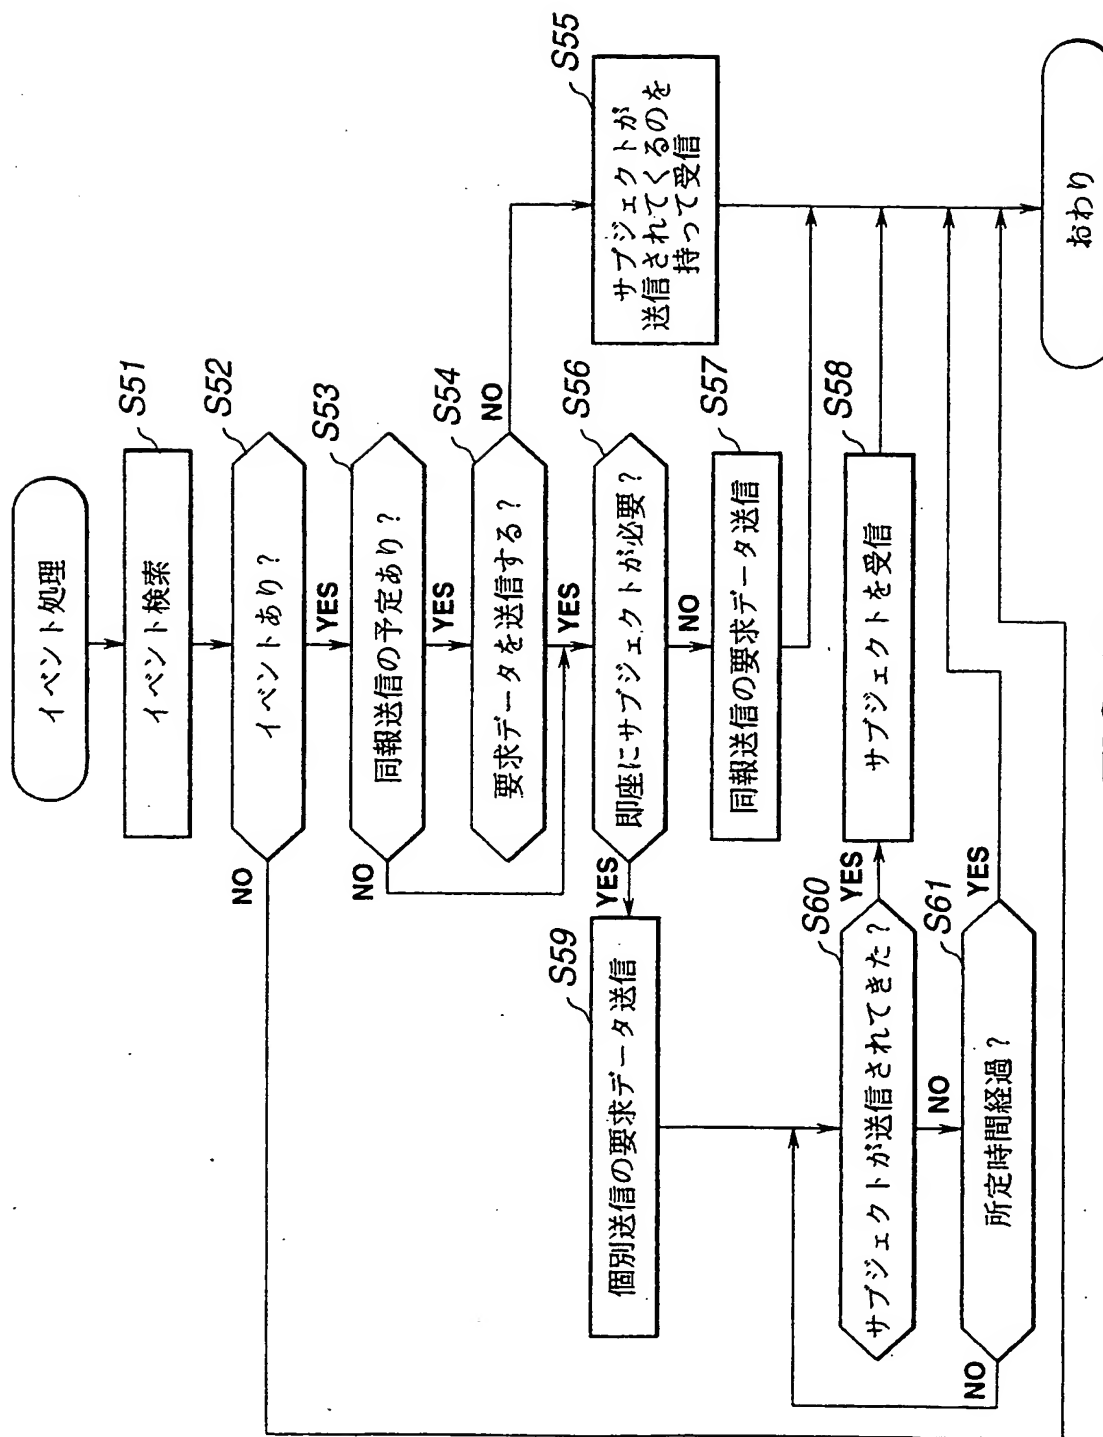 イベント処理
S51
イベント検索
S52
イベントあり?
NO
YES
S53
同報送信の予定あり?
NO
YES
S54
要求データを送信する?
NO
YES
S55
サブジェクトが
送信されてくるのを
持って受信
S56
即座にサブジェクトが必要?
YES
NO
S57
同報送信の要求データ送信
S59
個別送信の要求データ送信
S60
サブジェクトが送信されてきた?
YES
NO
S58
サブジェクトを受信
S61
所定時間経過?
YES
NO
おわり